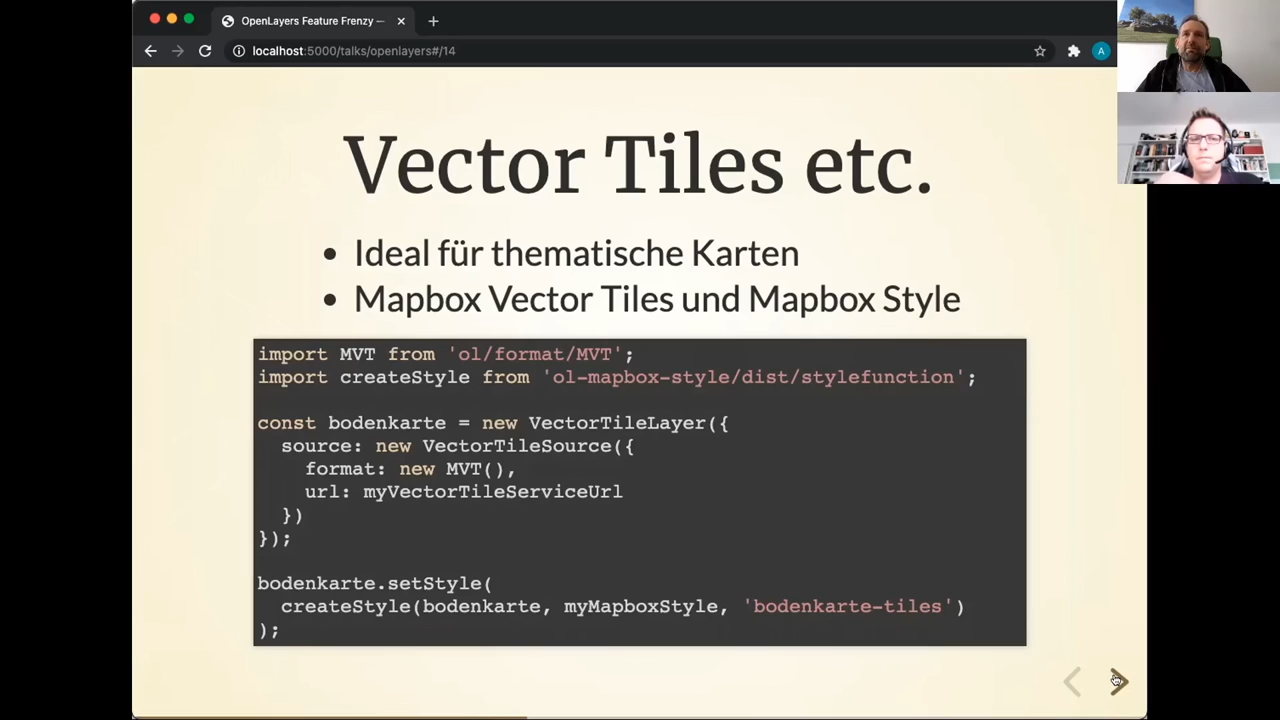 OpenLayers Feature Frenzy —
localhost:5000/talks/openlayers#/14
A
Vector Tiles etc.
• Ideal für thematische Karten
• Mapbox Vector Tiles und Mapbox Style
import MVT from 'ol/format/MVT';
import createStyle from 'ol-mapbox-style/dist/stylefunction';
const bodenkarte = new VectorTileLayer({
source: new VectorTileSource({
format: new MVT(),
url: myVectorTileServiceUrl
})
});
bodenkarte.setStyle(
createStyle(bodenkarte, myMapboxStyle, 'bodenkarte-tiles')
);